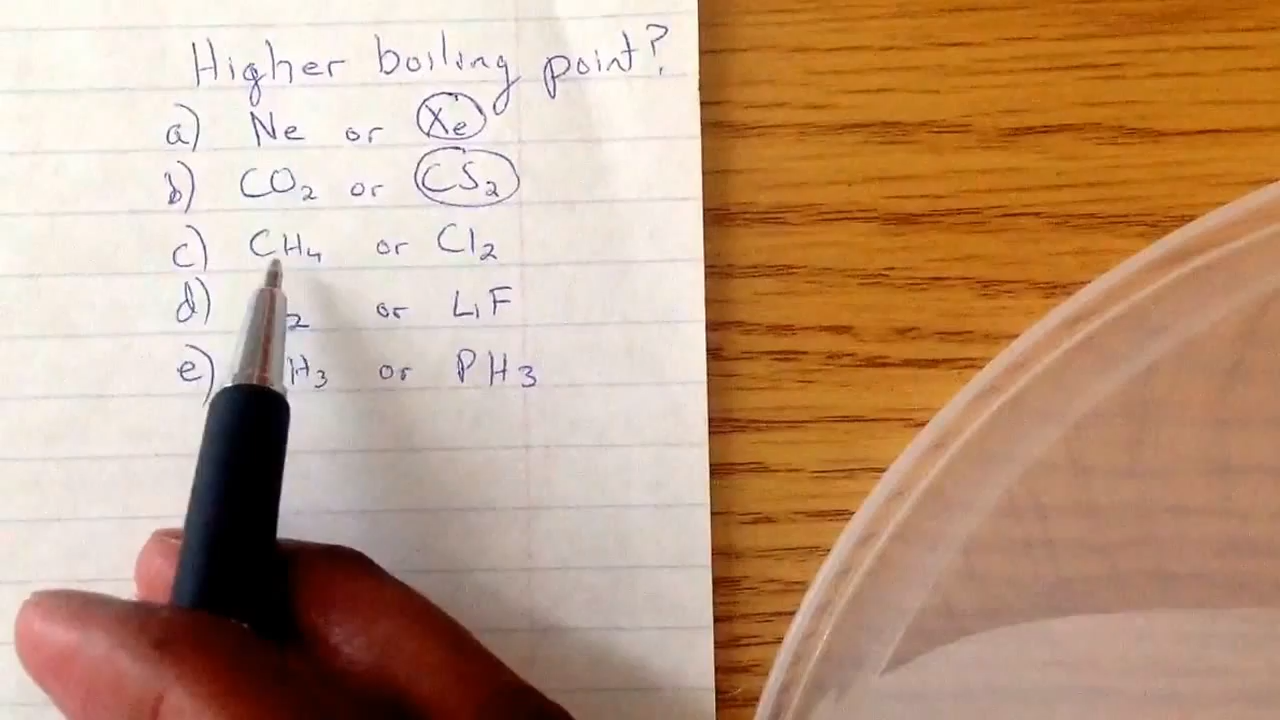 Higher boiling point?
a) Ne or Xe
b) CO₂ or CS₂
c) CH₄ or Cl₂
d) or LiF
e) or PH₃